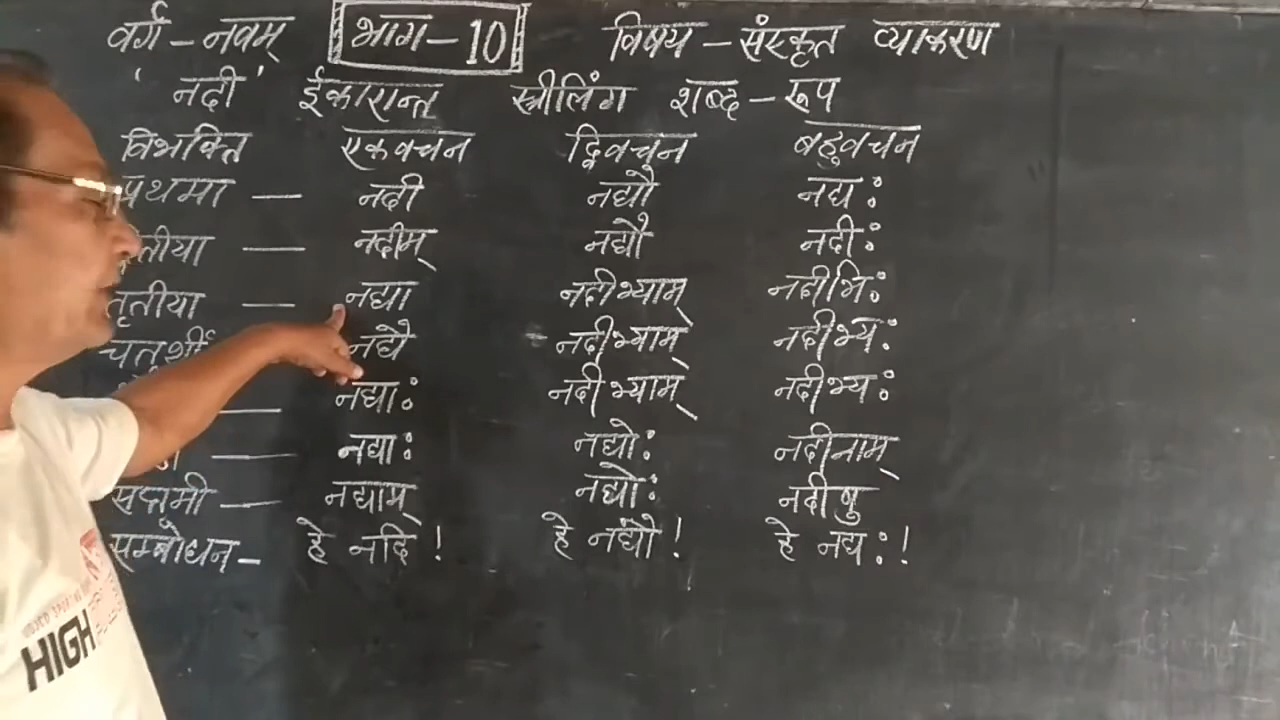 वर्ग - नवम् भाग - 10 विषय - संस्कृत व्याकरण
'नदी' ईकारान्त स्त्रीलिंग शब्द - रूप
विभक्ति एकवचन द्विवचन बहुवचन
प्रथमा — नदी नद्यौ नद्य:
— नदीम् नद्यौ नदी:
तृतीया — नद्या नदीभ्याम् नदीभि:
चतुर्थी नद्यै नदीभ्याम् नदीभ्य:
— नद्या: नदीभ्याम् नदीभ्य:
— नद्या: नद्यो: नदीनाम्
सप्तमी — नद्याम् नद्यो: नदीषु
सम्बोधन - हे नदि ! हे नद्यौ ! हे नद्य: !
HIGH